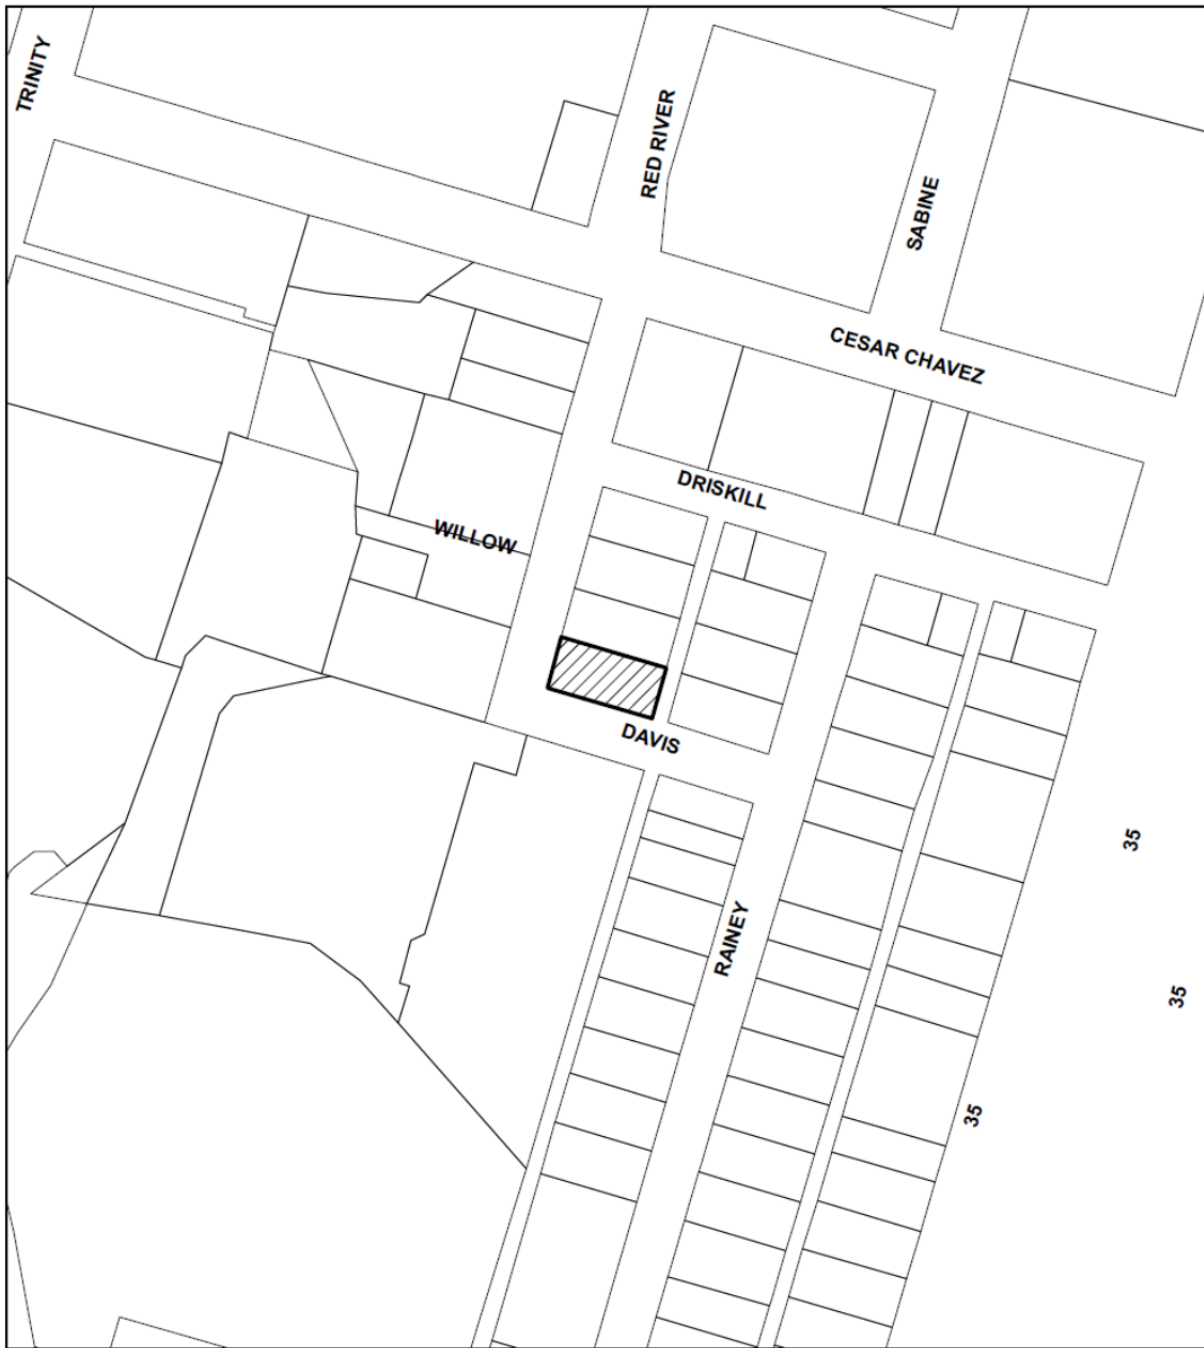 TRINITY
RED RIVER
SABINE
CESAR CHAVEZ
DRISKILL
WILLOW
DAVIS
35
RAINEY
35
35